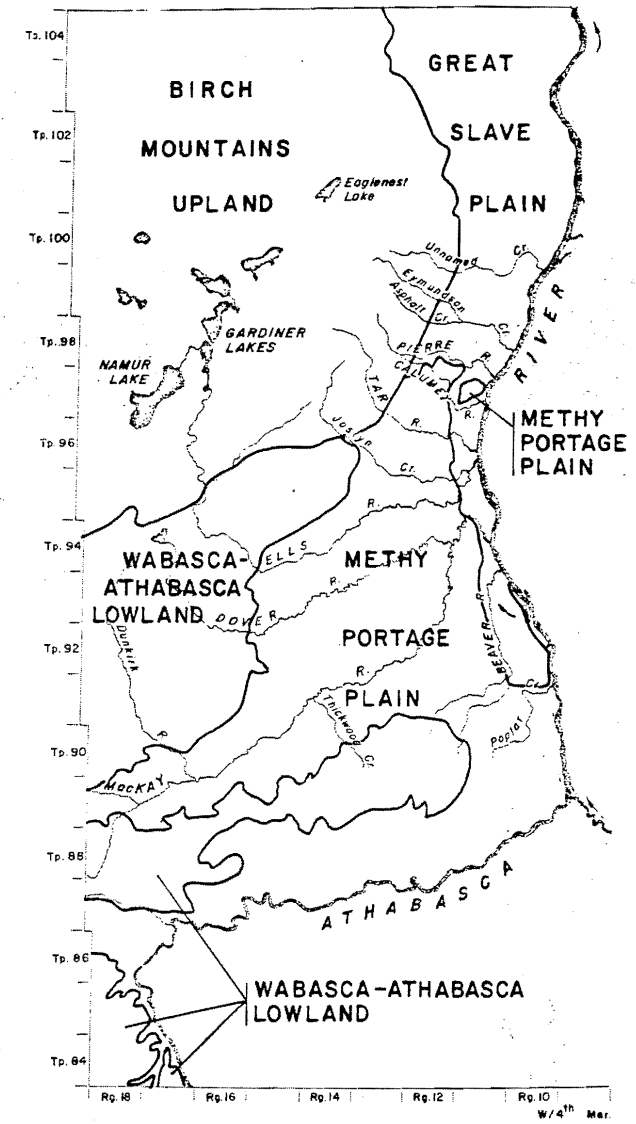 Tp. 104
GREAT
SLAVE
PLAIN
BIRCH
MOUNTAINS
UPLAND
Tp. 102
Eaglenest
Lake
Tp. 100
Unnamed Cr.
Eymundson
Cr.
Asphalt Cr.
Tp. 98
GARDINER
LAKES
PIERRE R.
CALUMET R.
RIVER
NAMUR
LAKE
TAR R.
METHY
PORTAGE
PLAIN
Tp. 96
Joslyn Cr.
Tp. 94
ELLS R.
WABASCA-
ATHABASCA
LOWLAND
METHY
PORTAGE
PLAIN
DOVER R.
Tp. 92
Dunkirk R.
BEAVER R.
R.
Thickwood Cr.
Poplar Cr.
Tp. 90
MacKAY
Tp. 88
ATHABASCA
Tp. 86
WABASCA-ATHABASCA
LOWLAND
Tp. 84
Rg. 18 Rg. 16 Rg. 14 Rg. 12 Rg. 10
W/4th Mer.